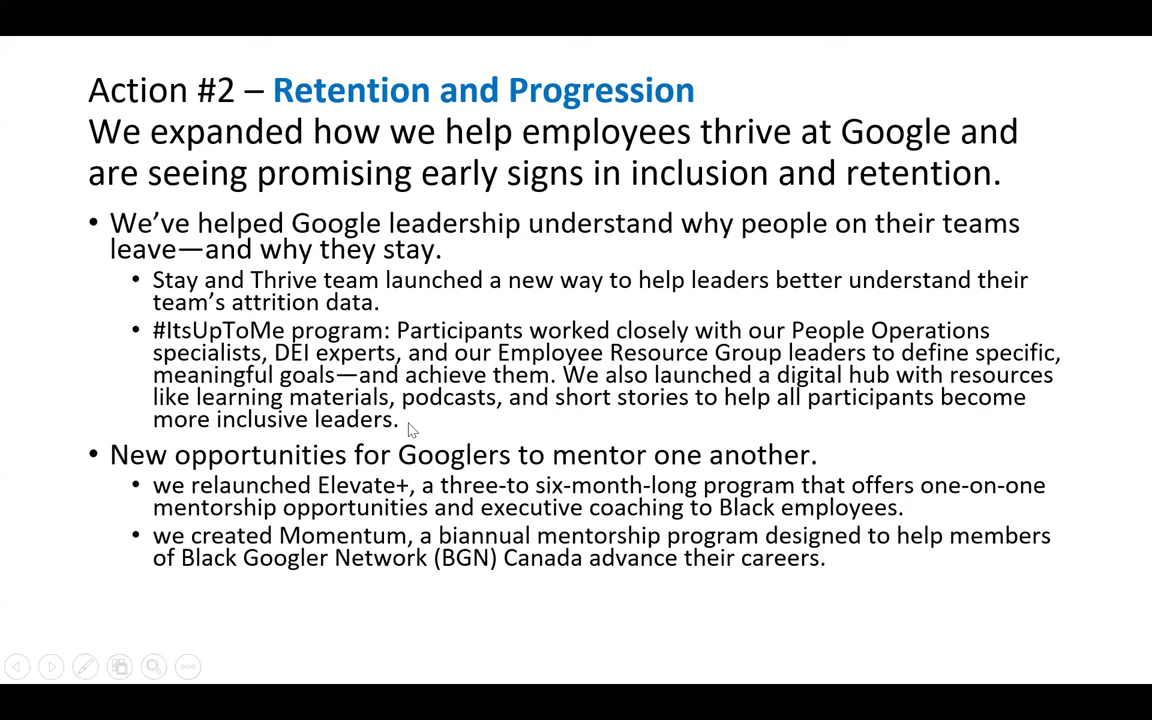 Action #2 – Retention and Progression
We expanded how we help employees thrive at Google and
are seeing promising early signs in inclusion and retention.
• We’ve helped Google leadership understand why people on their teams
leave—and why they stay.
• Stay and Thrive team launched a new way to help leaders better understand their
team’s attrition data.
• #ItsUpToMe program: Participants worked closely with our People Operations
specialists, DEI experts, and our Employee Resource Group leaders to define specific,
meaningful goals—and achieve them. We also launched a digital hub with resources
like learning materials, podcasts, and short stories to help all participants become
more inclusive leaders.
• New opportunities for Googlers to mentor one another.
• we relaunched Elevate+, a three-to six-month-long program that offers one-on-one
mentorship opportunities and executive coaching to Black employees.
• we created Momentum, a biannual mentorship program designed to help members
of Black Googler Network (BGN) Canada advance their careers.